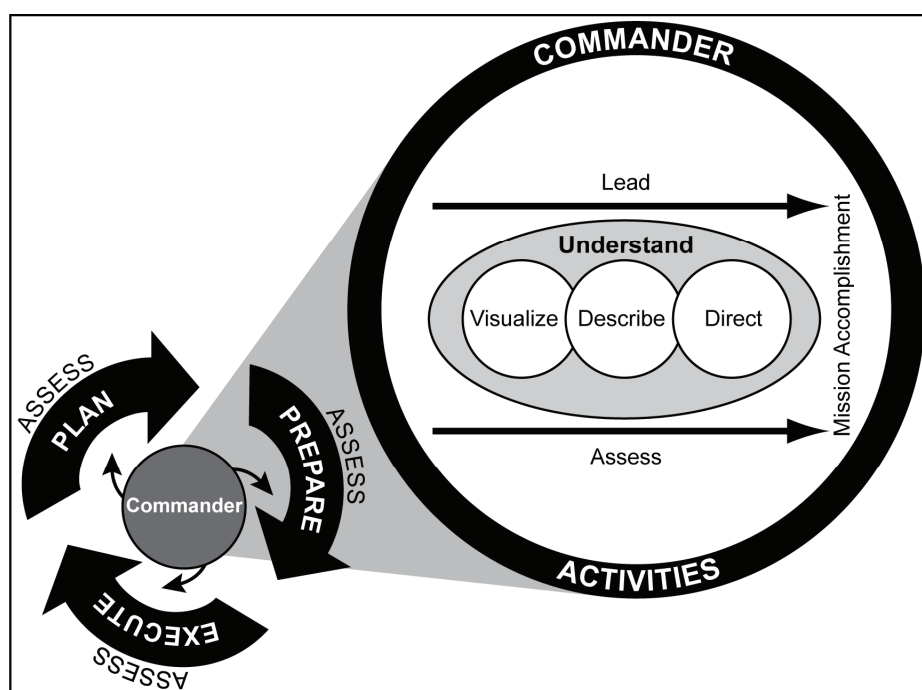 COMMANDER
Lead
Understand
Visualize
Describe
Direct
Assess
Mission Accomplishment
ACTIVITIES
ASSESS
PLAN
PREPARE
ASSESS
Commander
EXECUTE
ASSESS